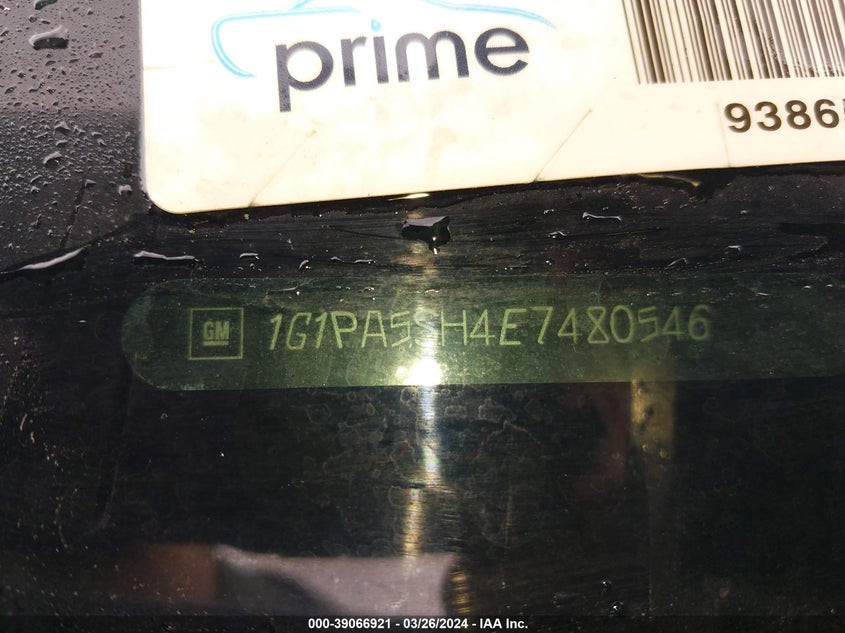 prime
9386
GM 1G1PA5SH4E7480546
000-39066921 - 03/26/2024 - IAA Inc.